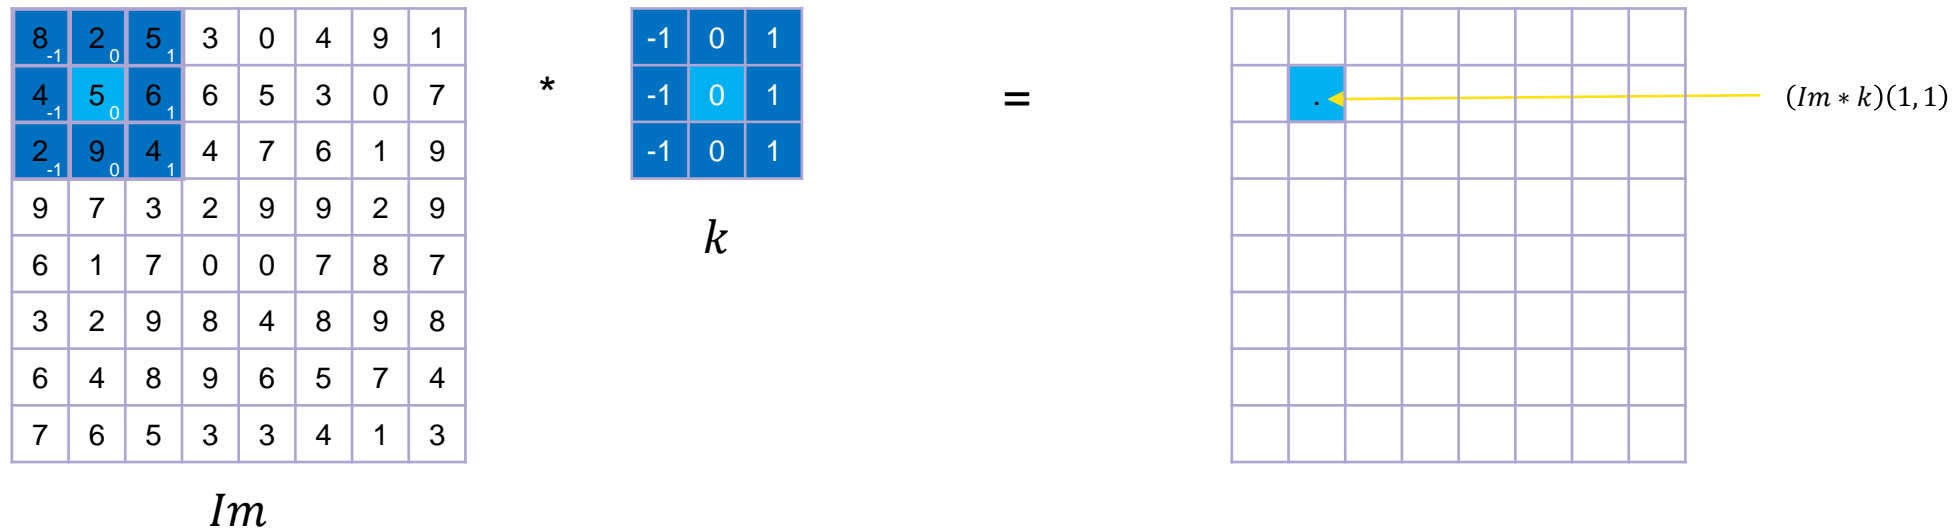 8 -1 2 0 5 1 3 0 4 9 1
4 -1 5 0 6 1 6 5 3 0 7
2 -1 9 0 4 1 4 7 6 1 9
9 7 3 2 9 9 2 9
6 1 7 0 0 7 8 7
3 2 9 8 4 8 9 8
6 4 8 9 6 5 7 4
7 6 5 3 3 4 1 3
Im
*
-1 0 1
-1 0 1
-1 0 1
k
=
.
(Im * k)(1, 1)